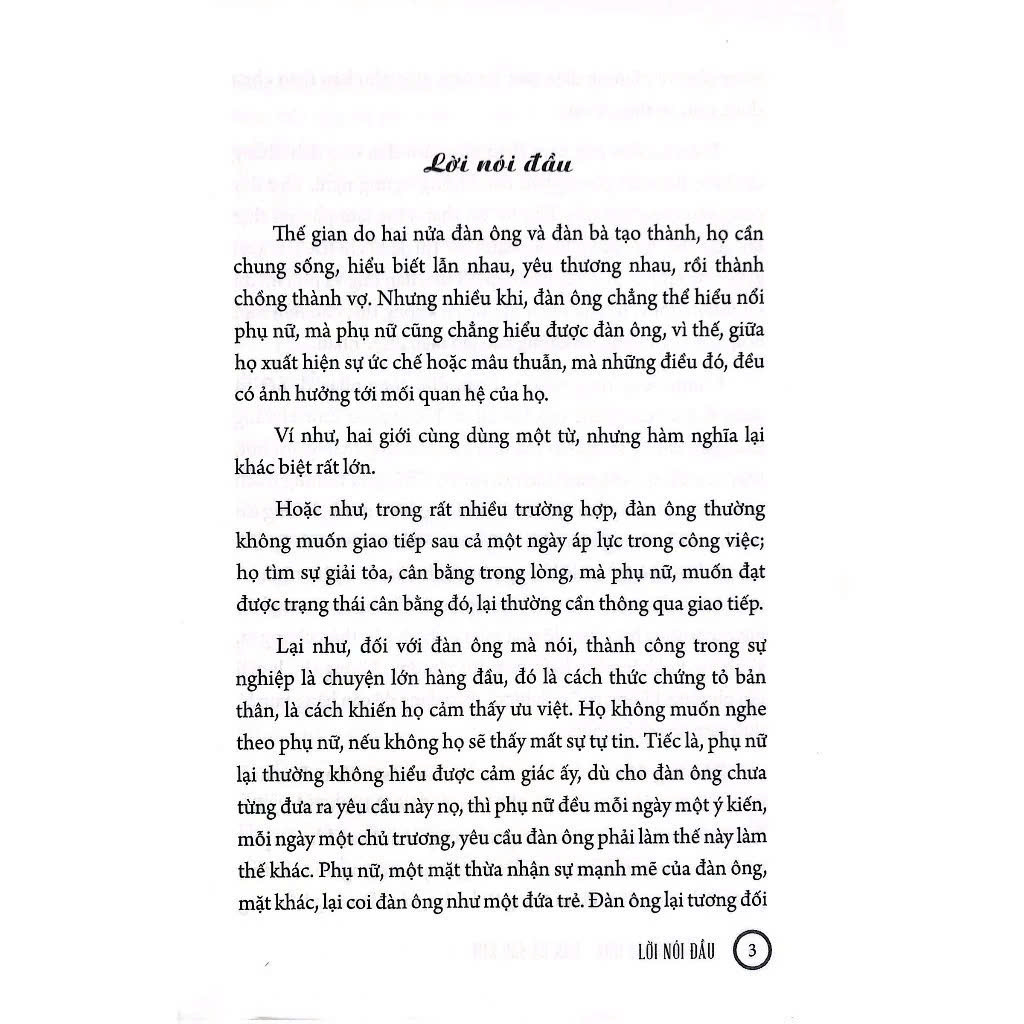 Lời nói đầu
Thế gian do hai nửa đàn ông và đàn bà tạo thành, họ cần
chung sống, hiểu biết lẫn nhau, yêu thương nhau, rồi thành
chồng thành vợ. Nhưng nhiều khi, đàn ông chẳng thể hiểu nổi
phụ nữ, mà phụ nữ cũng chẳng hiểu được đàn ông, vì thế, giữa
họ xuất hiện sự ức chế hoặc mâu thuẫn, mà những điều đó, đều
có ảnh hưởng tới mối quan hệ của họ.
Ví như, hai giới cùng dùng một từ, nhưng hàm nghĩa lại
khác biệt rất lớn.
Hoặc như, trong rất nhiều trường hợp, đàn ông thường
không muốn giao tiếp sau cả một ngày áp lực trong công việc;
họ tìm sự giải tỏa, cân bằng trong lòng, mà phụ nữ, muốn đạt
được trạng thái cân bằng đó, lại thường cần thông qua giao tiếp.
Lại như, đối với đàn ông mà nói, thành công trong sự
nghiệp là chuyện lớn hàng đầu, đó là cách thức chứng tỏ bản
thân, là cách khiến họ cảm thấy ưu việt. Họ không muốn nghe
theo phụ nữ, nếu không họ sẽ thấy mất sự tự tin. Tiếc là, phụ nữ
lại thường không hiểu được cảm giác ấy, dù cho đàn ông chưa
từng đưa ra yêu cầu này nọ, thì phụ nữ đều mỗi ngày một ý kiến,
mỗi ngày một chủ trương, yêu cầu đàn ông phải làm thế này làm
thế khác. Phụ nữ, một mặt thừa nhận sự mạnh mẽ của đàn ông,
mặt khác, lại coi đàn ông như một đứa trẻ. Đàn ông lại tương đối
LỜI NÓI ĐẦU 3